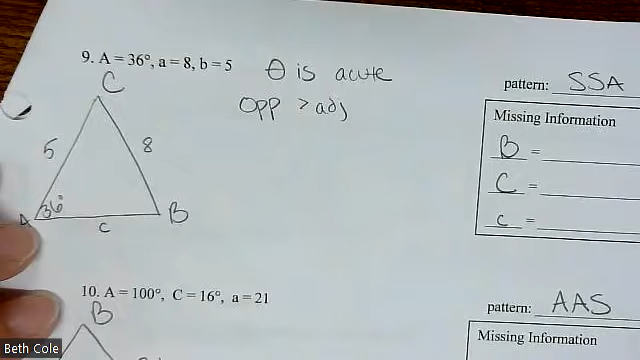 9. A = 36°, a = 8, b = 5
θ is acute
opp > adj
pattern: SSA
Missing Information
B =
C =
c =
C
5
8
A
36°
B
c
10. A = 100°, C = 16°, a = 21
pattern: AAS
Missing Information
B
Beth Cole